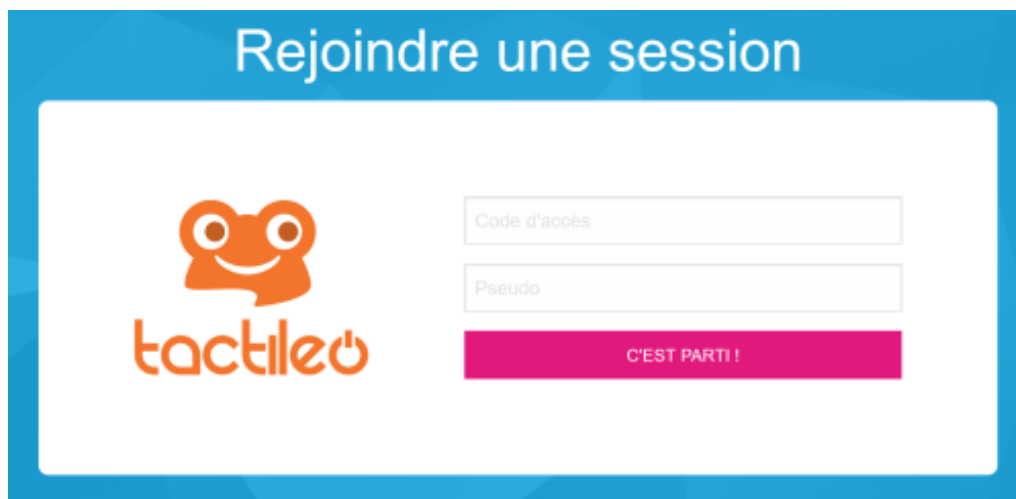 Rejoindre une session
Code d'accès
Pseudo
C'EST PARTI !
tactileo